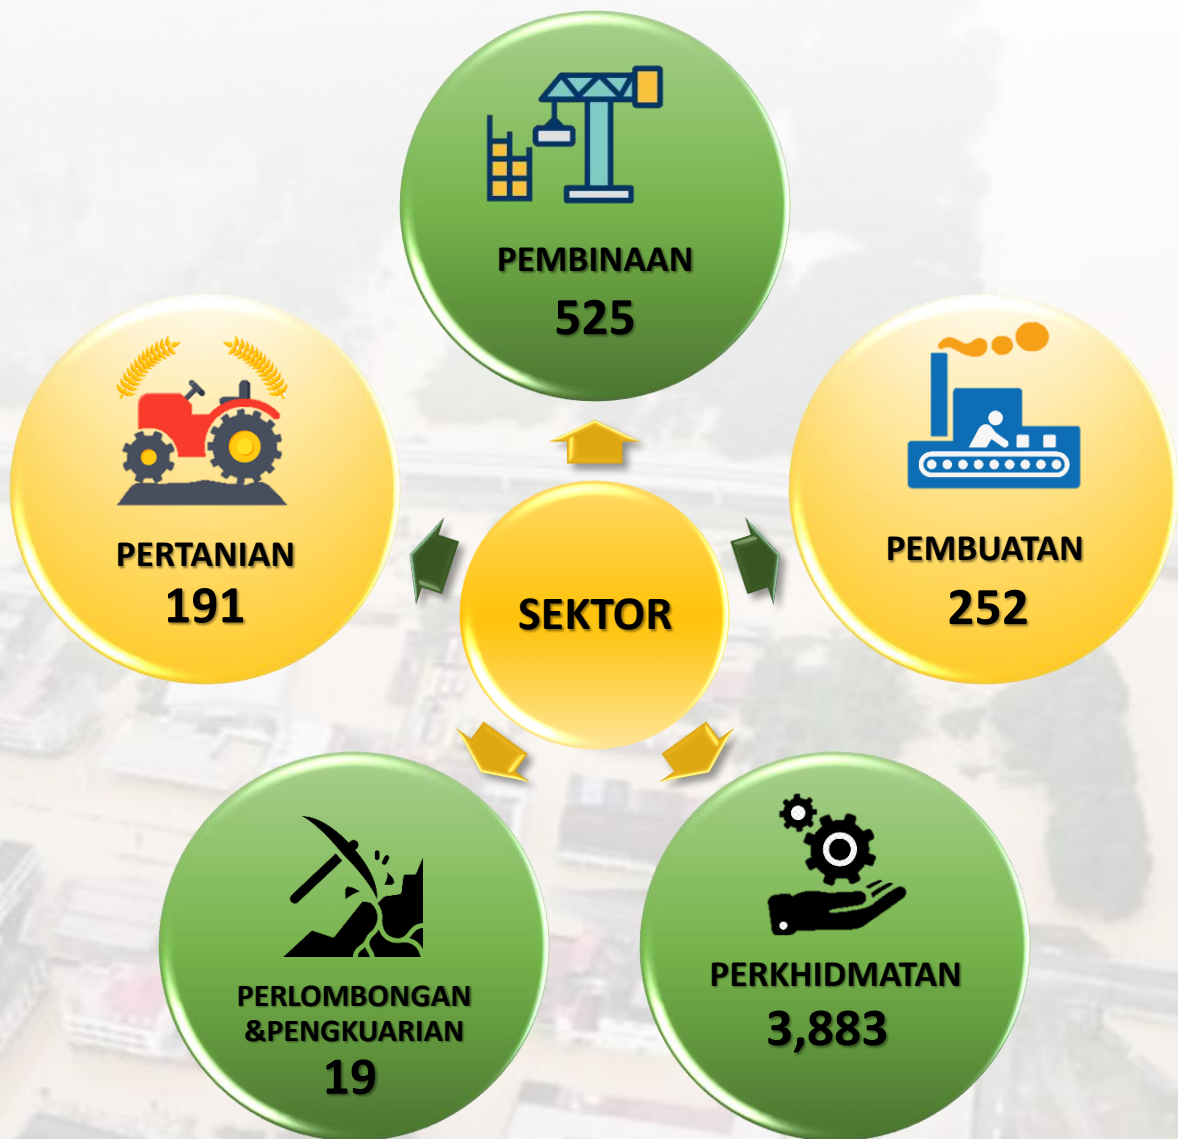 PEMBINAAN
525
PERTANIAN
191
PEMBUATAN
252
SEKTOR
PERLOMBONGAN
&PENGKUARIAN
19
PERKHIDMATAN
3,883